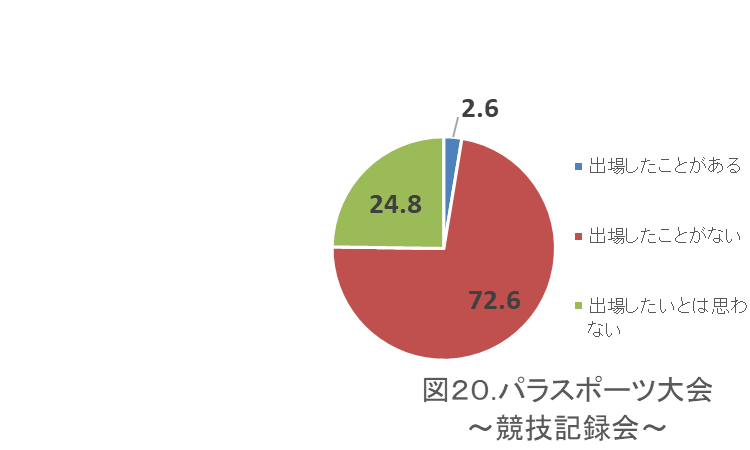 2.6
出場したことがある
24.8
出場したことがない
72.6
出場したいとは思わ
ない
図２０.パラスポーツ大会
～競技記録会～